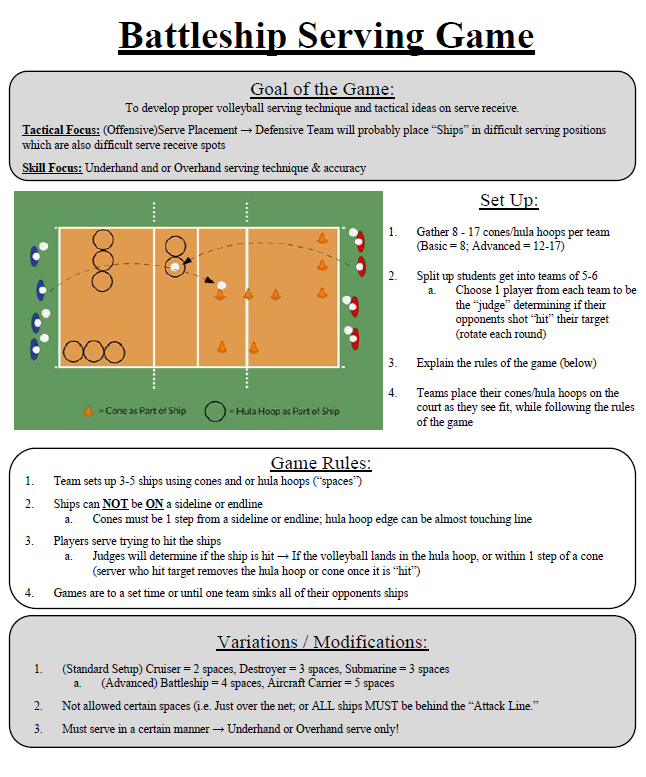 Battleship Serving Game
Goal of the Game:
To develop proper volleyball serving technique and tactical ideas on serve receive.
Tactical Focus: (Offensive)Serve Placement → Defensive Team will probably place “Ships” in difficult serving positions
which are also difficult serve receive spots
Skill Focus: Underhand and or Overhand serving technique & accuracy
= Cone as Part of Ship
= Hula Hoop as Part of Ship
Set Up:
1. Gather 8 - 17 cones/hula hoops per team
(Basic = 8; Advanced = 12-17)
2. Split up students get into teams of 5-6
a. Choose 1 player from each team to be
the “judge” determining if their
opponents shot “hit” their target
(rotate each round)
3. Explain the rules of the game (below)
4. Teams place their cones/hula hoops on the
court as they see fit, while following the rules
of the game
Game Rules:
1. Team sets up 3-5 ships using cones and or hula hoops (“spaces”)
2. Ships can NOT be ON a sideline or endline
a. Cones must be 1 step from a sideline or endline; hula hoop edge can be almost touching line
3. Players serve trying to hit the ships
a. Judges will determine if the ship is hit → If the volleyball lands in the hula hoop, or within 1 step of a cone
(server who hit target removes the hula hoop or cone once it is “hit”)
4. Games are to a set time or until one team sinks all of their opponents ships
Variations / Modifications:
1. (Standard Setup) Cruiser = 2 spaces, Destroyer = 3 spaces, Submarine = 3 spaces
a. (Advanced) Battleship = 4 spaces, Aircraft Carrier = 5 spaces
2. Not allowed certain spaces (i.e. Just over the net; or ALL ships MUST be behind the “Attack Line.”
3. Must serve in a certain manner → Underhand or Overhand serve only!